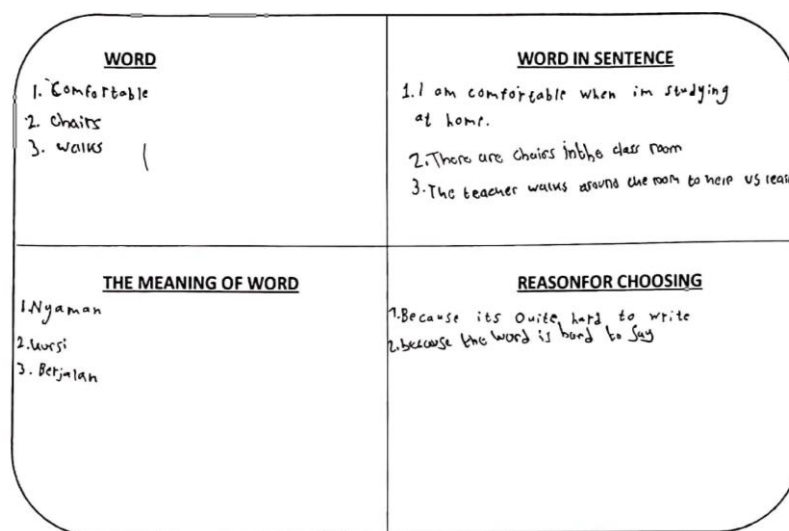 WORD
1. Comfortable
2. Chairs
3. Walks
WORD IN SENTENCE
1. I am comfortable when im studying
at home.
2. There are chairs inthe class room
3. The teacher walks around the room to help us learn
THE MEANING OF WORD
1. Nyaman
2. kursi
3. Berjalan
REASONFOR CHOOSING
1. Because its Quite hard to write
2. because the word is hard to say